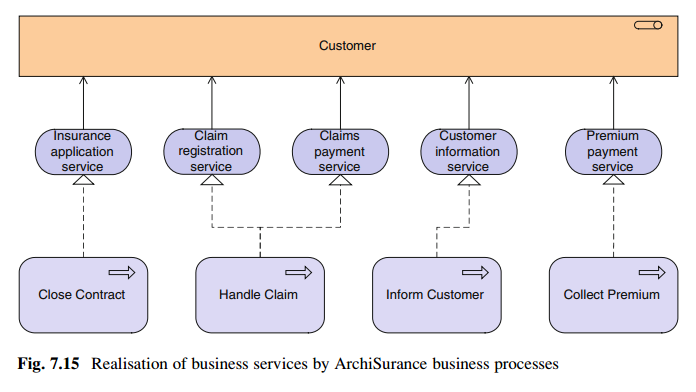 Customer
Insurance
application
service
Claim
registration
service
Claims
payment
service
Customer
information
service
Premium
payment
service
Close Contract
Handle Claim
Inform Customer
Collect Premium
Fig. 7.15 Realisation of business services by ArchiSurance business processes